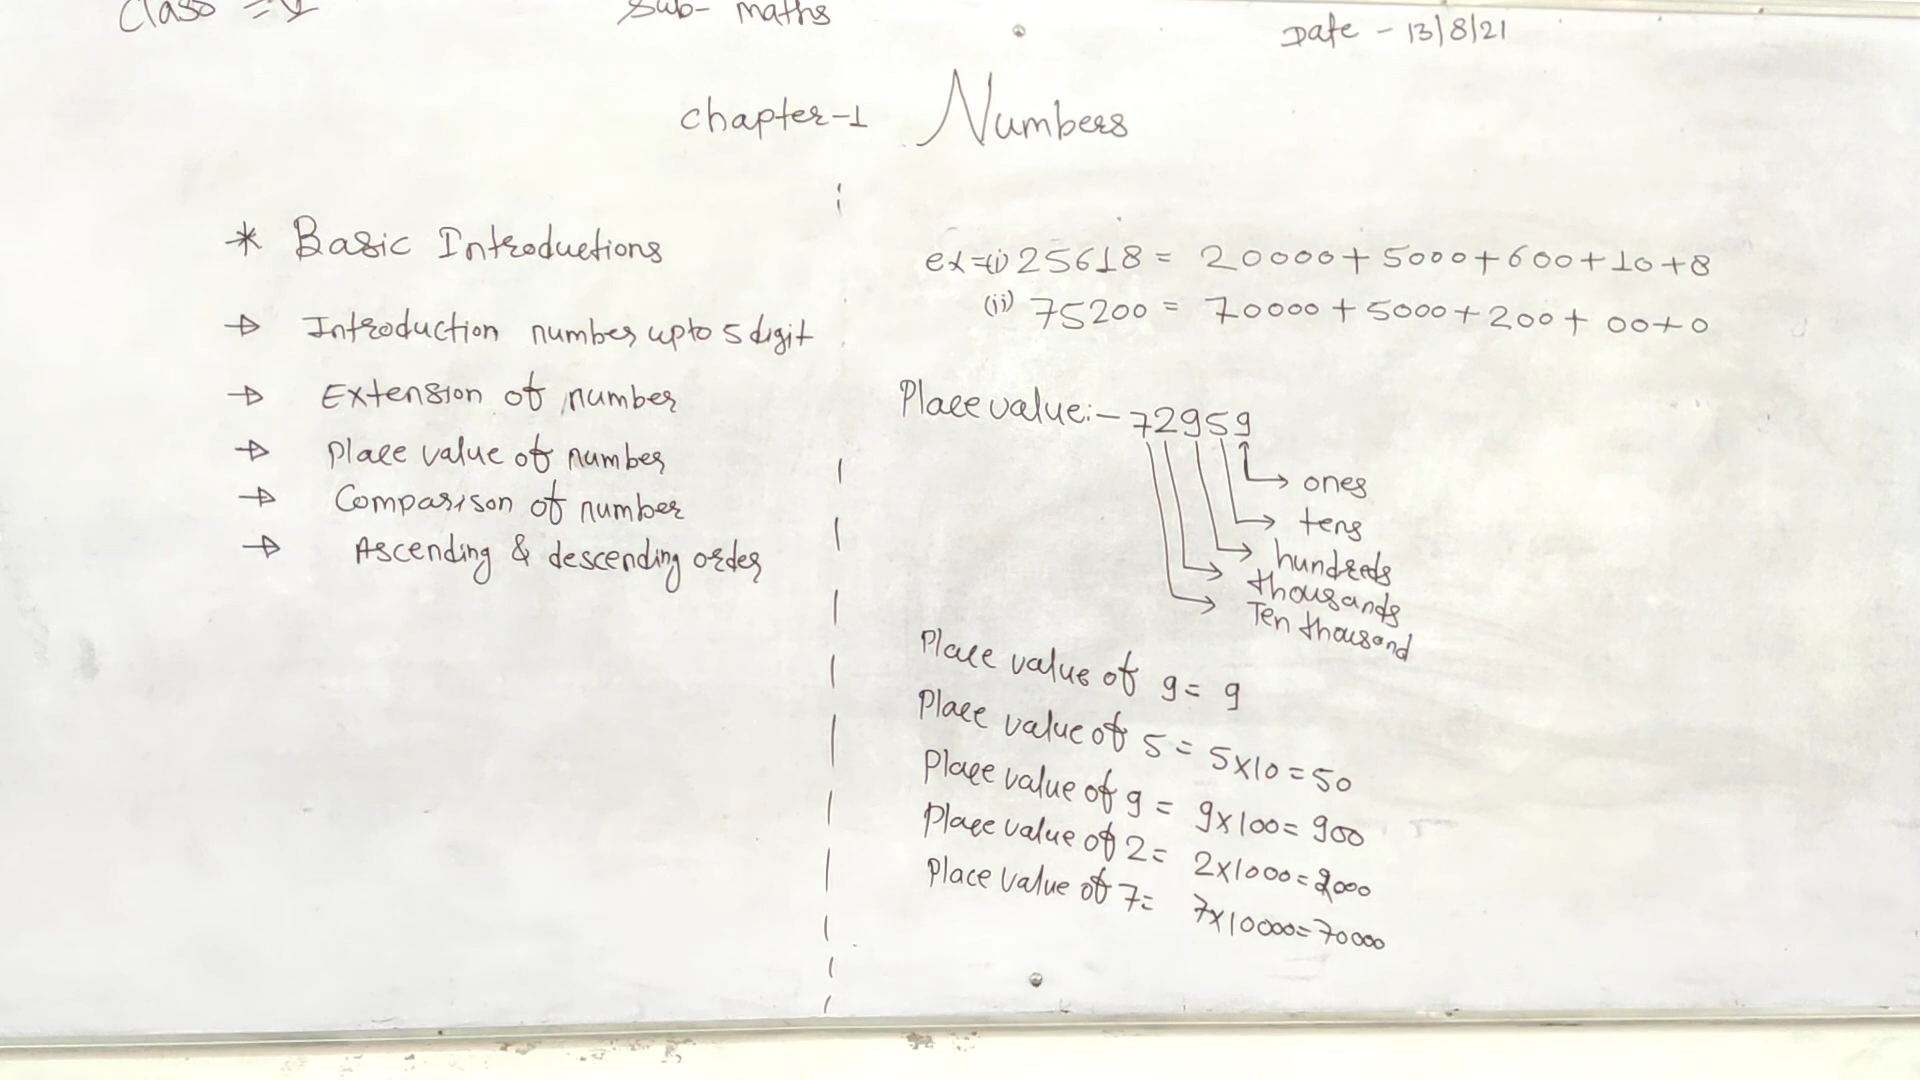 Class =
Sub- maths
Date - 13/8/21
chapter-1 Numbers
* Basic Introductions
→ Introduction number upto 5 digit
→ Extension of number
→ Place value of number
→ Comparison of number
→ Ascending & descending order
ex=(i) 25618 = 20000+5000+600+10+8
(ii) 75200 = 70000+5000+200+00+0
Place value:- 72959
→ ones
→ tens
→ hundreds
→ thousands
→ Ten thousand
Place value of 9 = 9
Place value of 5 = 5x10=50
Place value of 9 = 9x100=900
Place value of 2 = 2x1000=2000
Place value of 7 = 7x10000=70000